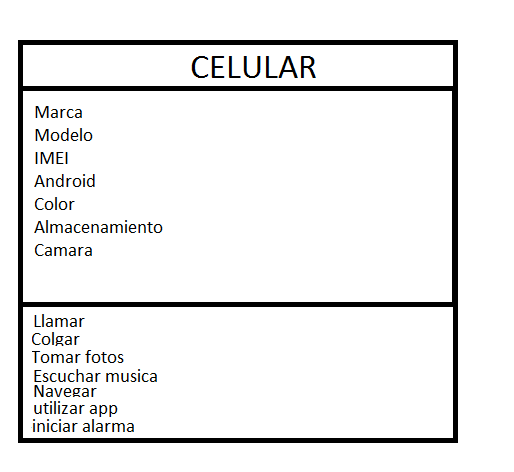 CELULAR
Marca
Modelo
IMEI
Android
Color
Almacenamiento
Camara
Llamar
Colgar
Tomar fotos
Escuchar musica
Navegar
utilizar app
iniciar alarma